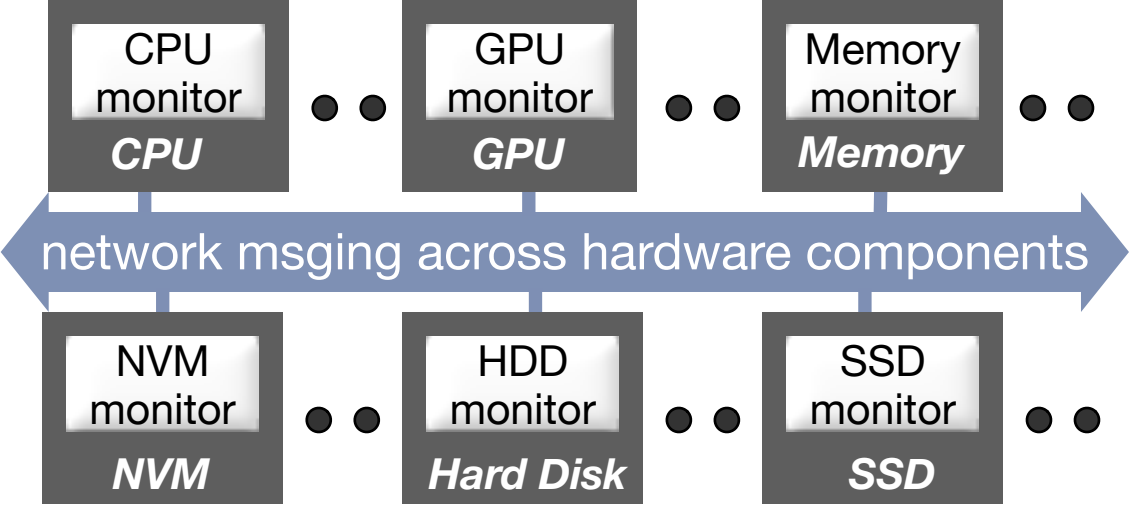 CPU
monitor
CPU
GPU
monitor
GPU
Memory
monitor
Memory
network msging across hardware components
NVM
monitor
NVM
HDD
monitor
Hard Disk
SSD
monitor
SSD